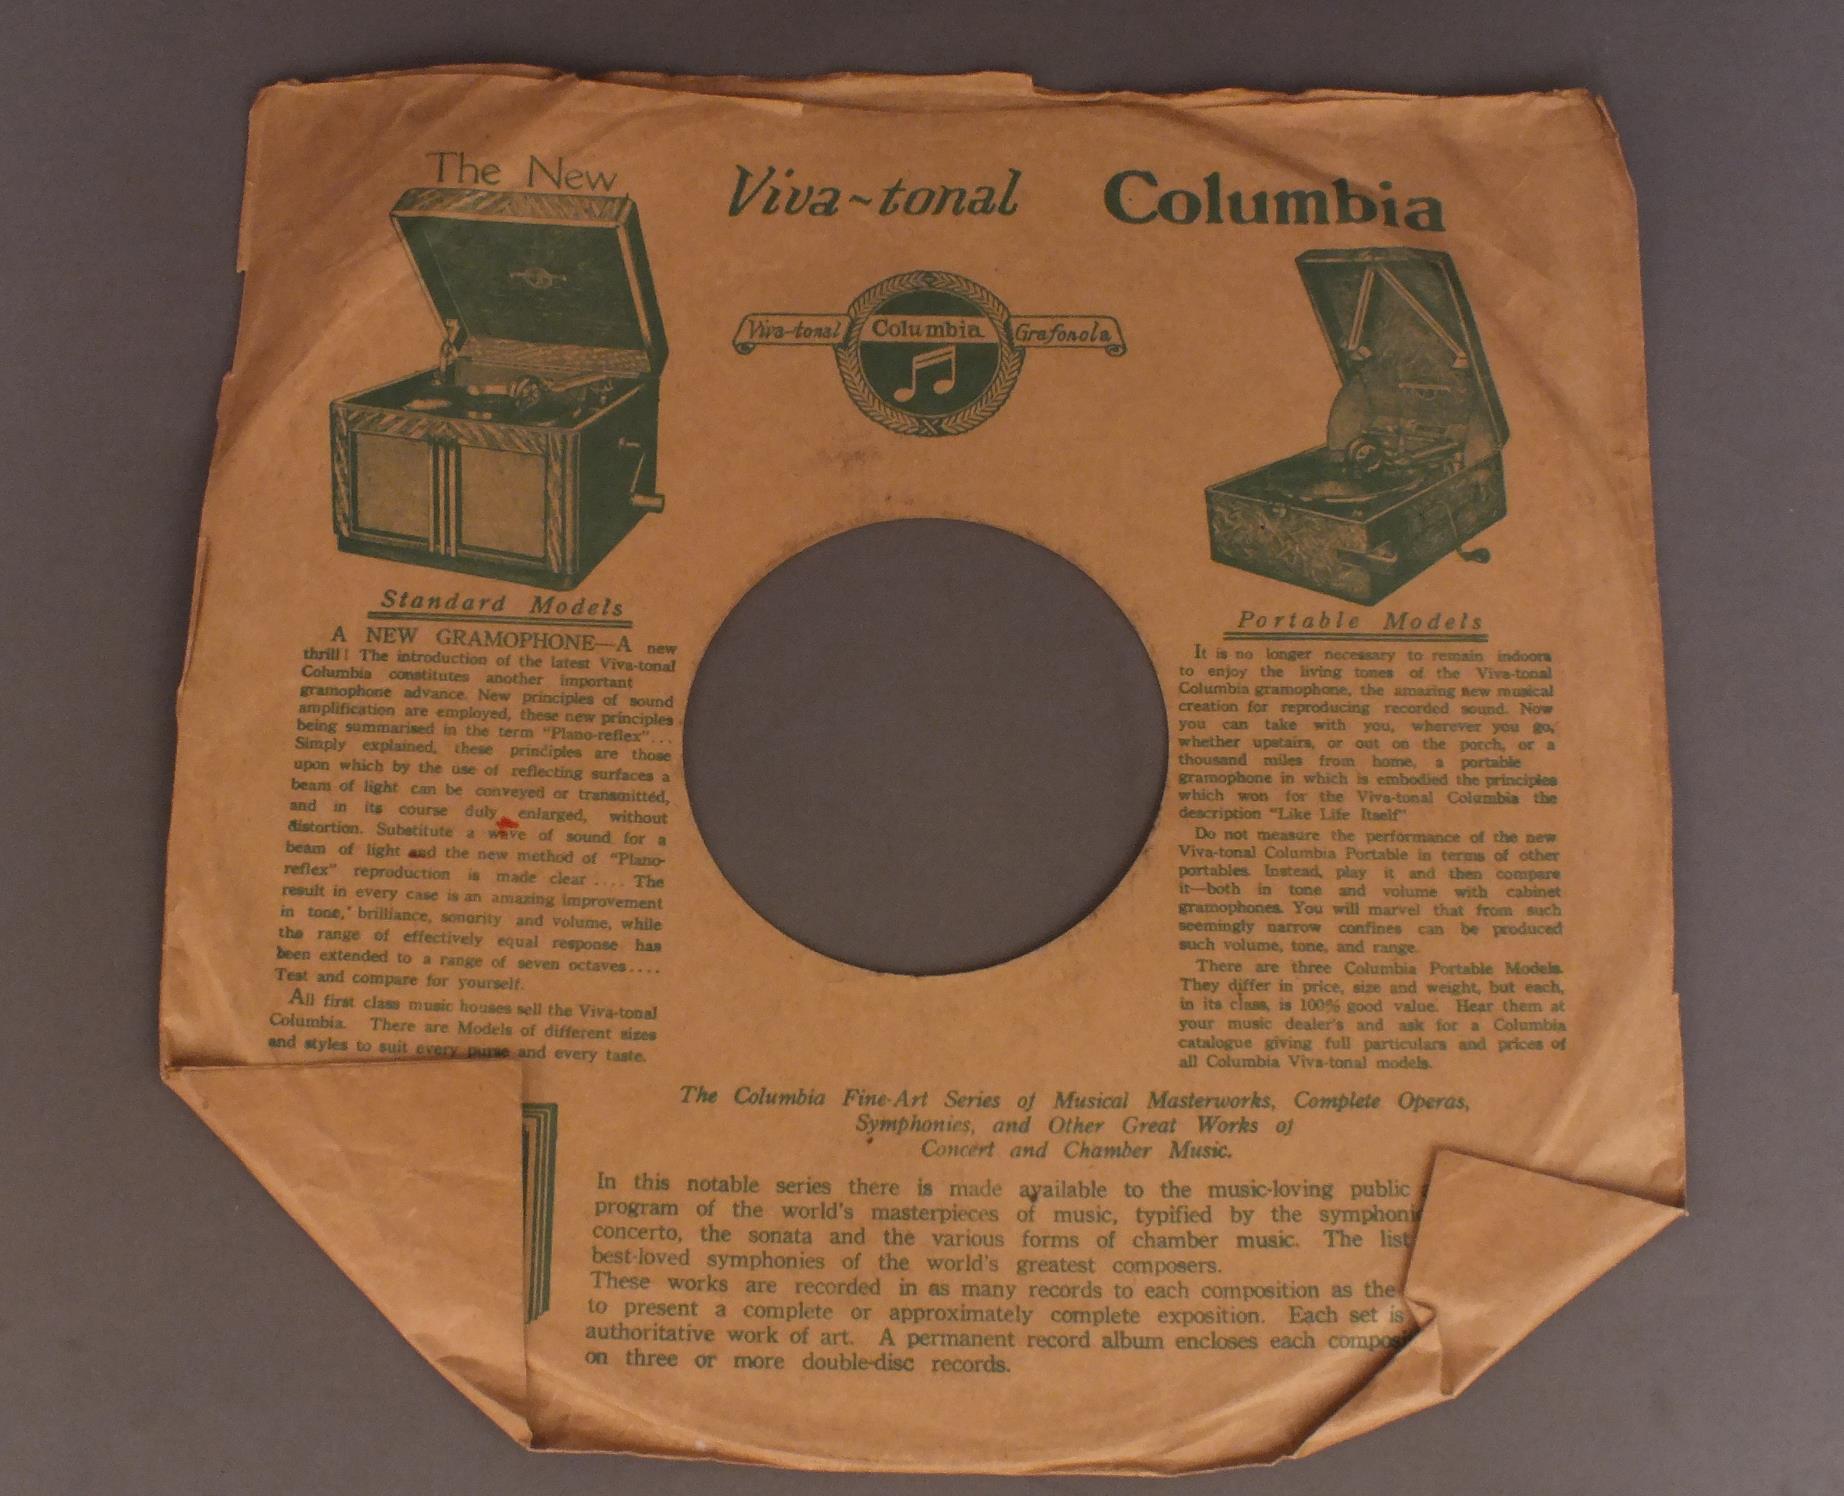 The New Viva-tonal Columbia
Viva-tonal Columbia Grafonola
Standard Models
A NEW GRAMOPHONE—A new
thrill! The introduction of the latest Viva-tonal
Columbia constitutes another important
gramophone advance. New principles of sound
amplification are employed, these new principles
being summarised in the term "Plano-reflex"...
Simply explained, these principles are those
upon which by the use of reflecting surfaces a
beam of light can be conveyed or transmitted,
and in its course duly enlarged, without
distortion. Substitute a wave of sound for a
beam of light and the new method of "Plano-
reflex" reproduction is made clear .... The
result in every case is an amazing improvement
in tone, brilliance, sonority and volume, while
the range of effectively equal response has
been extended to a range of seven octaves....
Test and compare for yourself.
All first class music houses sell the Viva-tonal
Columbia. There are Models of different sizes
and styles to suit every purse and every taste.
Portable Models
It is no longer necessary to remain indoors
to enjoy the living tones of the Viva-tonal
Columbia gramophone, the amazing new musical
creation for reproducing recorded sound. Now
you can take with you, wherever you go,
whether upstairs, or out on the porch, or a
thousand miles from home, a portable
gramophone in which is embodied the principles
which won for the Viva-tonal Columbia the
description "Like Life Itself"
Do not measure the performance of the new
Viva-tonal Columbia Portable in terms of other
portables. Instead, play it and then compare
it—both in tone and volume with cabinet
gramophones. You will marvel that from such
seemingly narrow confines can be produced
such volume, tone, and range.
There are three Columbia Portable Models.
They differ in price, size and weight, but each,
in its class, is 100% good value. Hear them at
your music dealer's and ask for a Columbia
catalogue giving full particulars and prices of
all Columbia Viva-tonal models.
The Columbia Fine-Art Series of Musical Masterworks, Complete Operas,
Symphonies, and Other Great Works of
Concert and Chamber Music.
In this notable series there is made available to the music-loving public
program of the world's masterpieces of music, typified by the
concerto, the sonata and the various forms of chamber music. The list
best-loved symphonies of the world's greatest composers.
These works are recorded in as many records to each composition as the
to present a complete or approximately complete exposition. Each set is
authoritative work of art. A permanent record album encloses each
on three or more double-disc records.